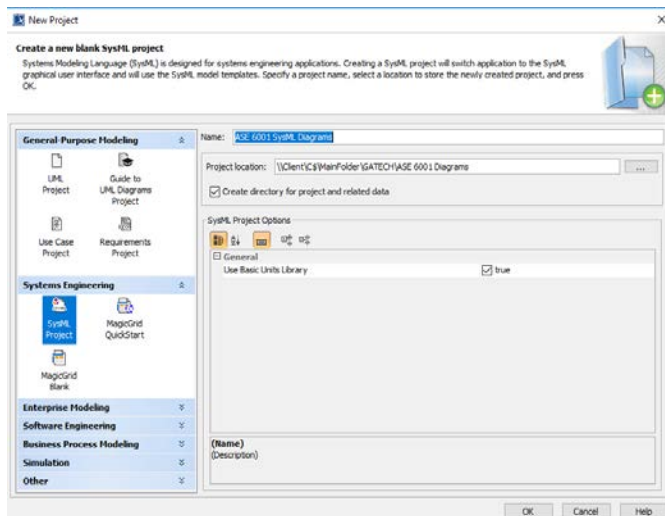 New Project
Create a new blank SysML project
Systems Modeling Language (SysML) is designed for systems engineering applications. Creating a SysML project will switch application to the SysML
graphical user interface and will use the SysML model templates. Specify a project name, select a location to store the newly created project, and press
OK.
General-Purpose Modeling
UML
Project
Guide to
UML Diagrams
Project
Use Case
Project
Requirements
Project
Systems Engineering
SysML
Project
MagicGrid
QuickStart
MagicGrid
Blank
Enterprise Modeling
Software Engineering
Business Process Modeling
Simulation
Other
Name: ASE 6001 SysML Diagrams
Project location: \\Client\C$\MainFolder\GATECH\ASE 6001 Diagrams
...
Create directory for project and related data
SysML Project Options
General
Use Basic Units Library
true
(Name)
(Description)
OK
Cancel
Help